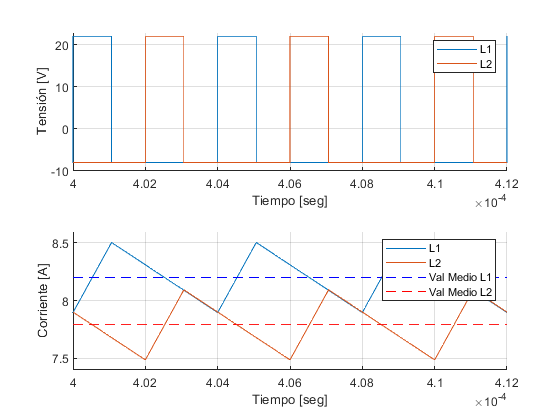 20
10
0
-10
Tensión [V]
L1
L2
4
4.02
4.04
4.06
4.08
4.1
4.12
Tiempo [seg]
×10-4
8.5
8
7.5
Corriente [A]
L1
L2
Val Medio L1
Val Medio L2
4
4.02
4.04
4.06
4.08
4.1
4.12
Tiempo [seg]
×10-4